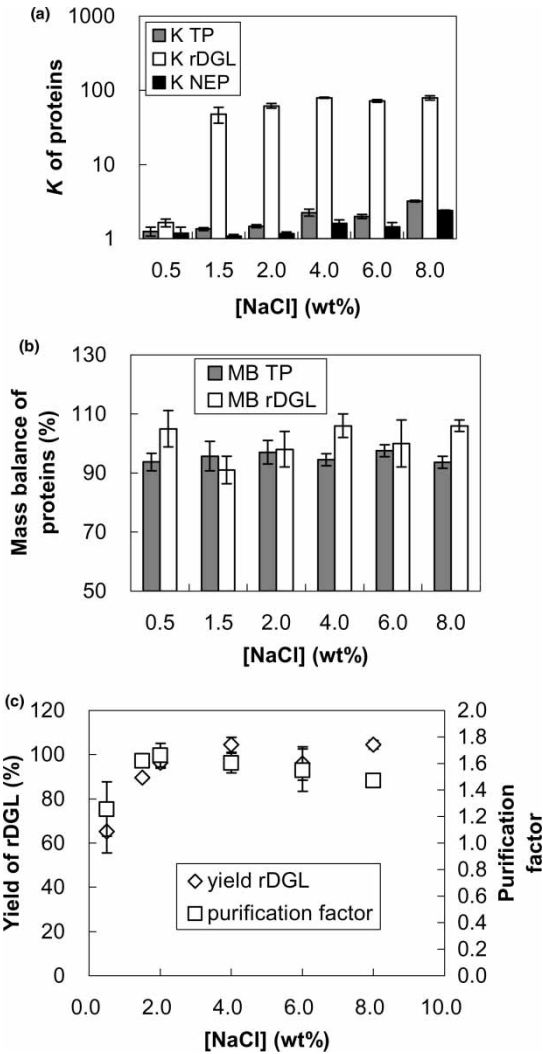 (a)
1000
100
10
1
K of proteins
K TP
K rDGL
K NEP
0.5 1.5 2.0 4.0 6.0 8.0
[NaCl] (wt%)
(b)
130
110
90
70
50
Mass balance of
proteins (%)
MB TP
MB rDGL
0.5 1.5 2.0 4.0 6.0 8.0
[NaCl] (wt%)
(c)
120
100
80
60
40
20
0
Yield of rDGL (%)
yield rDGL
purification factor
2.0
1.8
1.6
1.4
1.2
1.0
0.8
0.6
0.4
0.2
0.0
Purification
factor
0.0 2.0 4.0 6.0 8.0 10.0
[NaCl] (wt%)